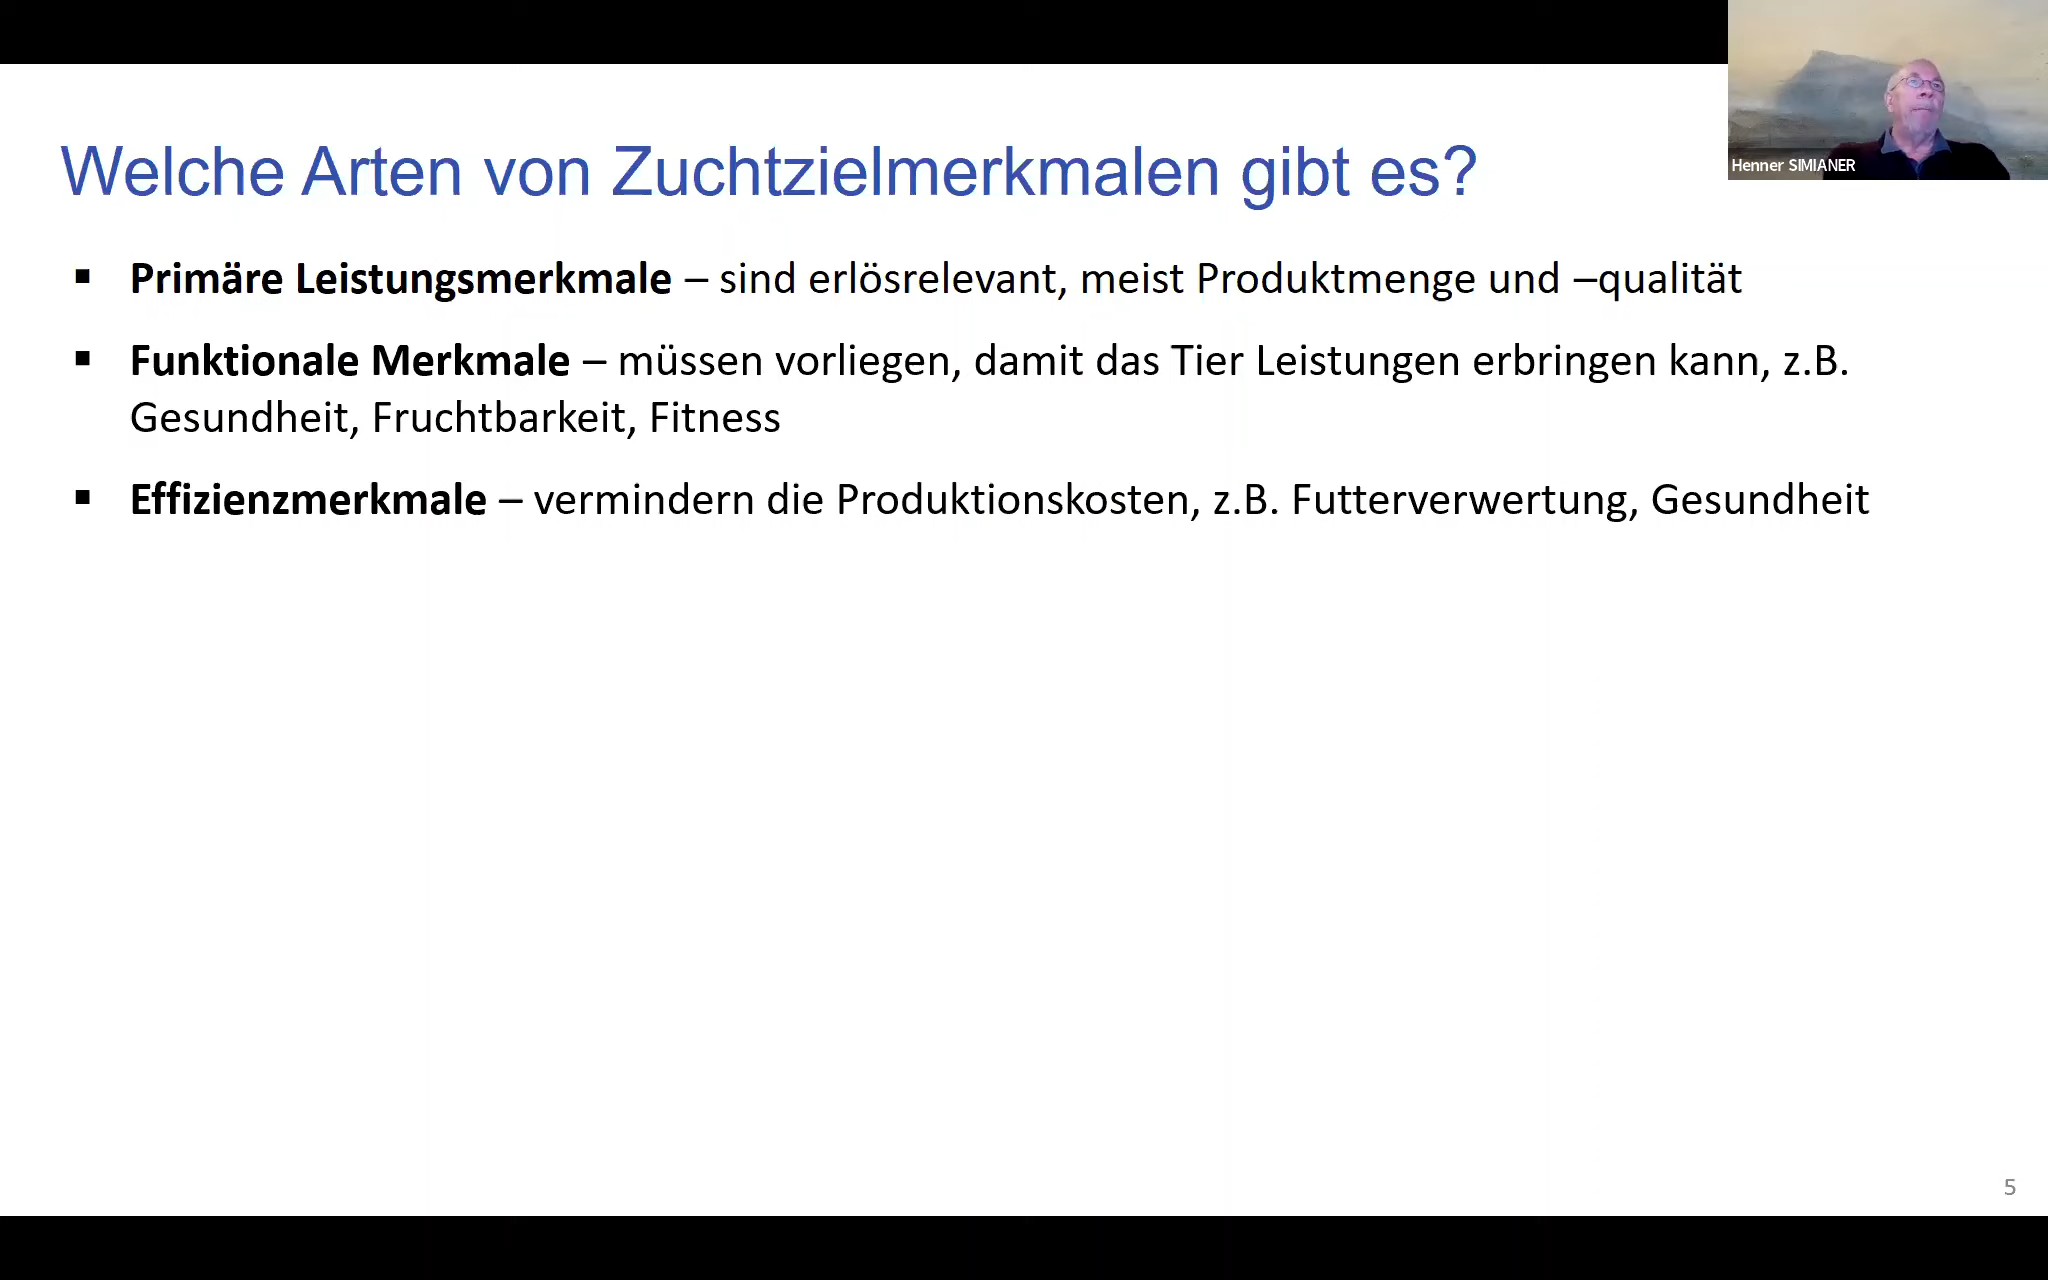 Welche Arten von Zuchtzielmerkmalen gibt es?
Henner SIMIANER
▪ Primäre Leistungsmerkmale – sind erlösrelevant, meist Produktmenge und –qualität
▪ Funktionale Merkmale – müssen vorliegen, damit das Tier Leistungen erbringen kann, z.B.
Gesundheit, Fruchtbarkeit, Fitness
▪ Effizienzmerkmale – vermindern die Produktionskosten, z.B. Futterverwertung, Gesundheit
5